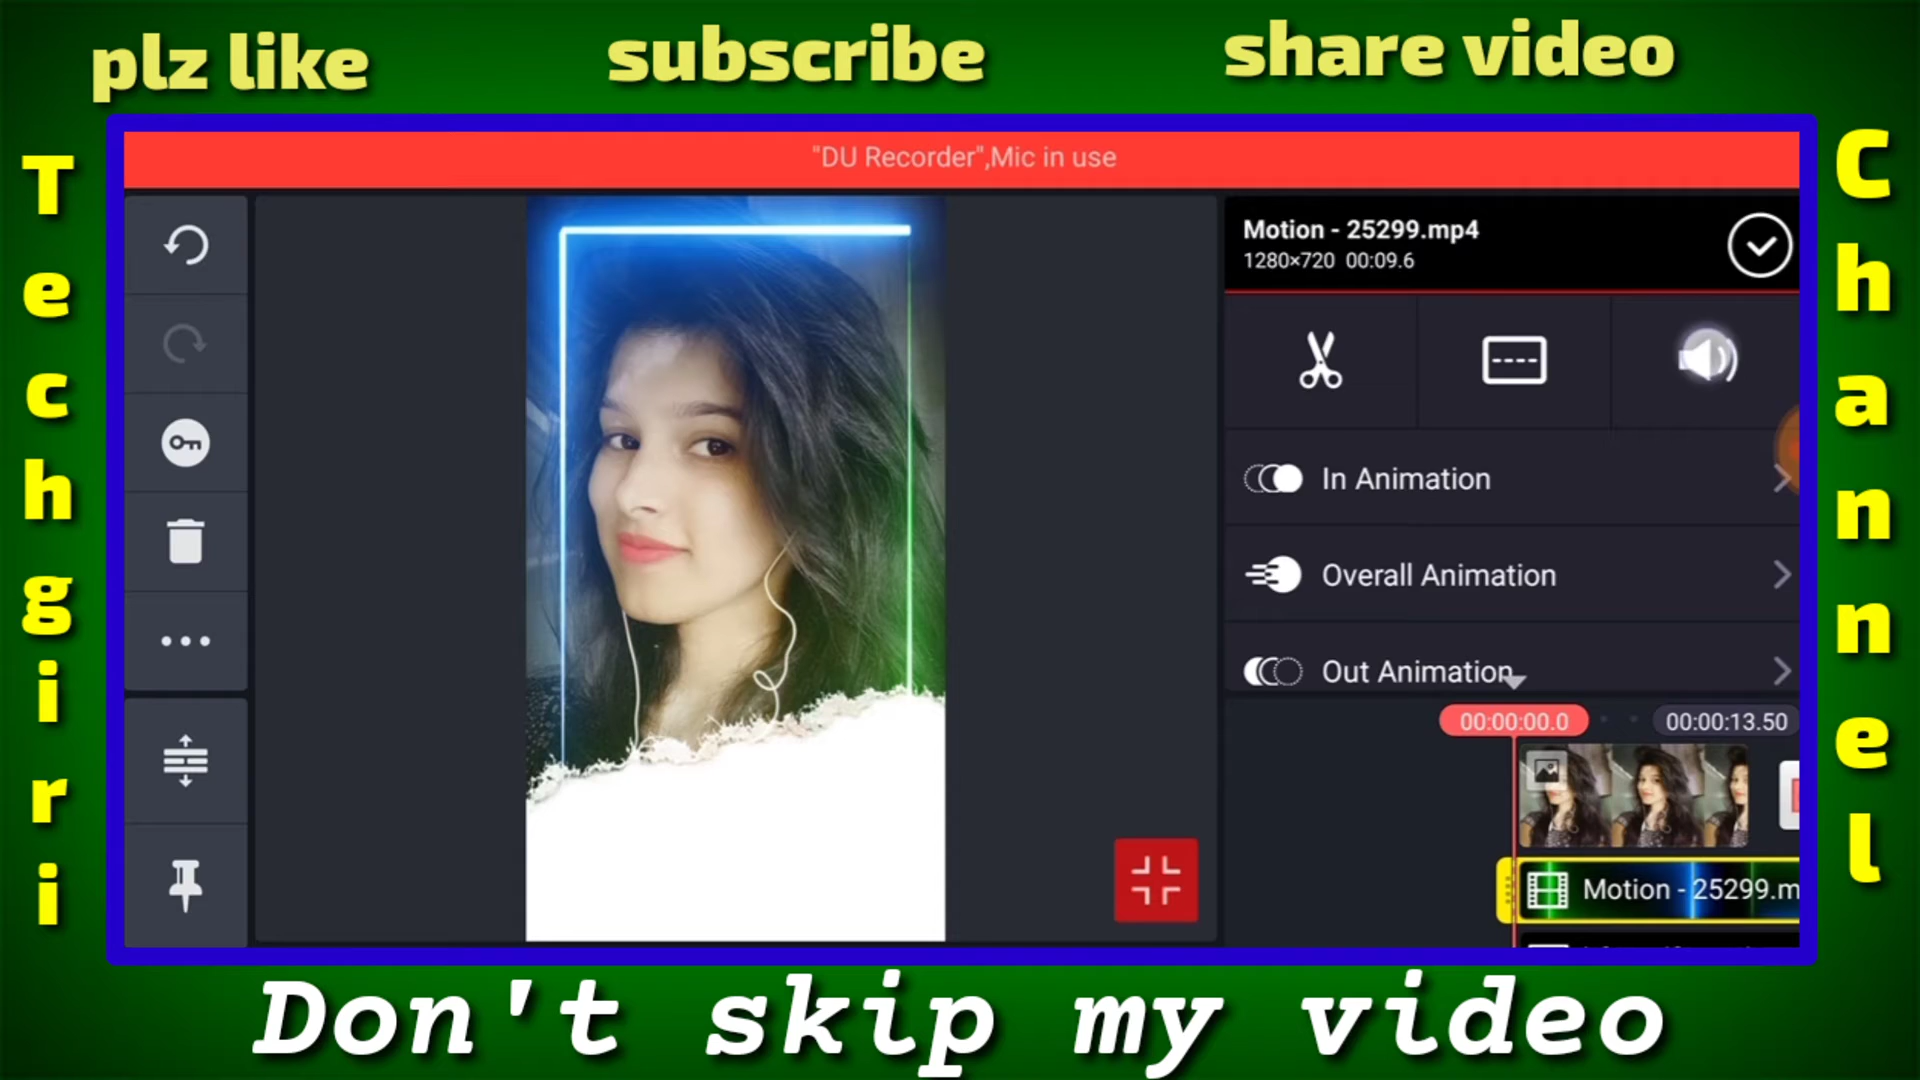 plz like
subscribe
share video
Techgiri
Channel
"DU Recorder",Mic in use
Motion - 25299.mp4
1280×720 00:09.6
In Animation
Overall Animation
Out Animation
00:00:00.0
00:00:13.50
Motion - 25299.m
Don't skip my video